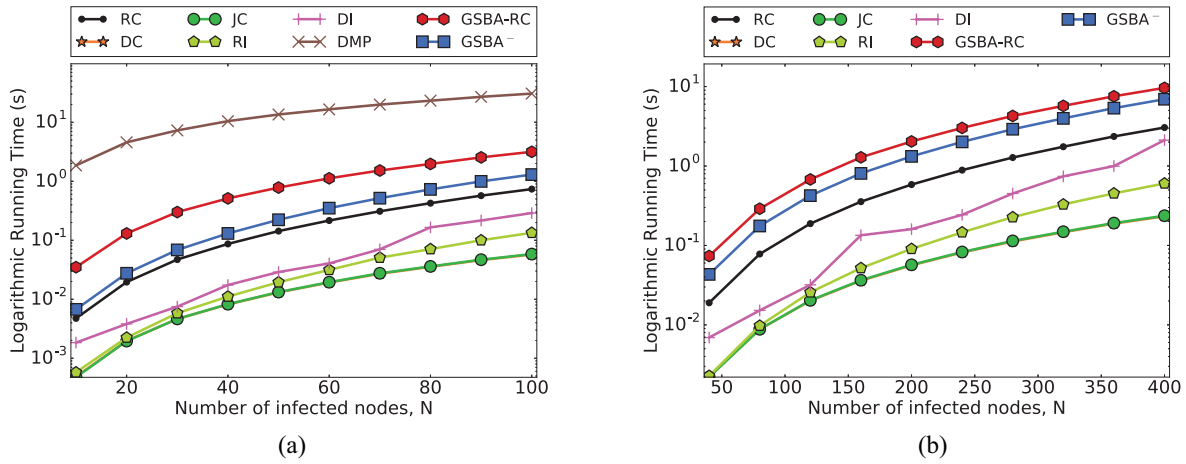 RC JC DI GSBA-RC
DC RI DMP GSBA⁻
Logarithmic Running Time (s)
10¹
10⁰
10⁻¹
10⁻²
10⁻³
20 40 60 80 100
Number of infected nodes, N
(a)
RC JC DI GSBA⁻
DC RI GSBA-RC
Logarithmic Running Time (s)
10¹
10⁰
10⁻¹
10⁻²
50 100 150 200 250 300 350 400
Number of infected nodes, N
(b)